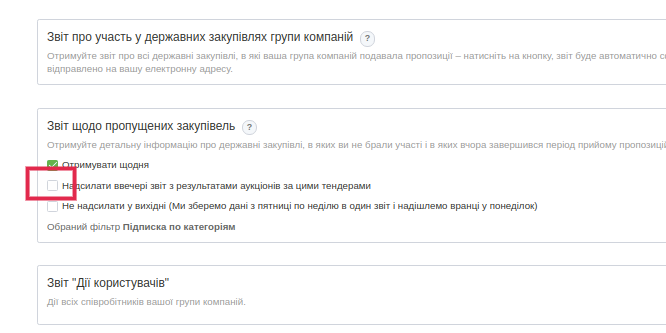 Звіт про участь у державних закупівлях групи компаній ?
Отримуйте звіт про всі державні закупівлі, в які ваша група компаній подавала пропозиції – натисніть на кнопку, звіт буде автоматично
відправлено на вашу електронну адресу.
Звіт щодо пропущених закупівель ?
Отримуйте детальну інформацію про державні закупівлі, в яких ви не брали участі і в яких вчора завершився період прийому пропозицій
Отримувати щодня
Надсилати ввечері звіт з результатами аукціонів за цими тендерами
Не надсилати у вихідні (Ми зберемо дані з пятниці по неділю в один звіт і надішлемо вранці у понеділок)
Обраний фільтр Підписка по категоріям
Звіт "Дії користувачів"
Дії всіх співробітників вашої групи компаній.